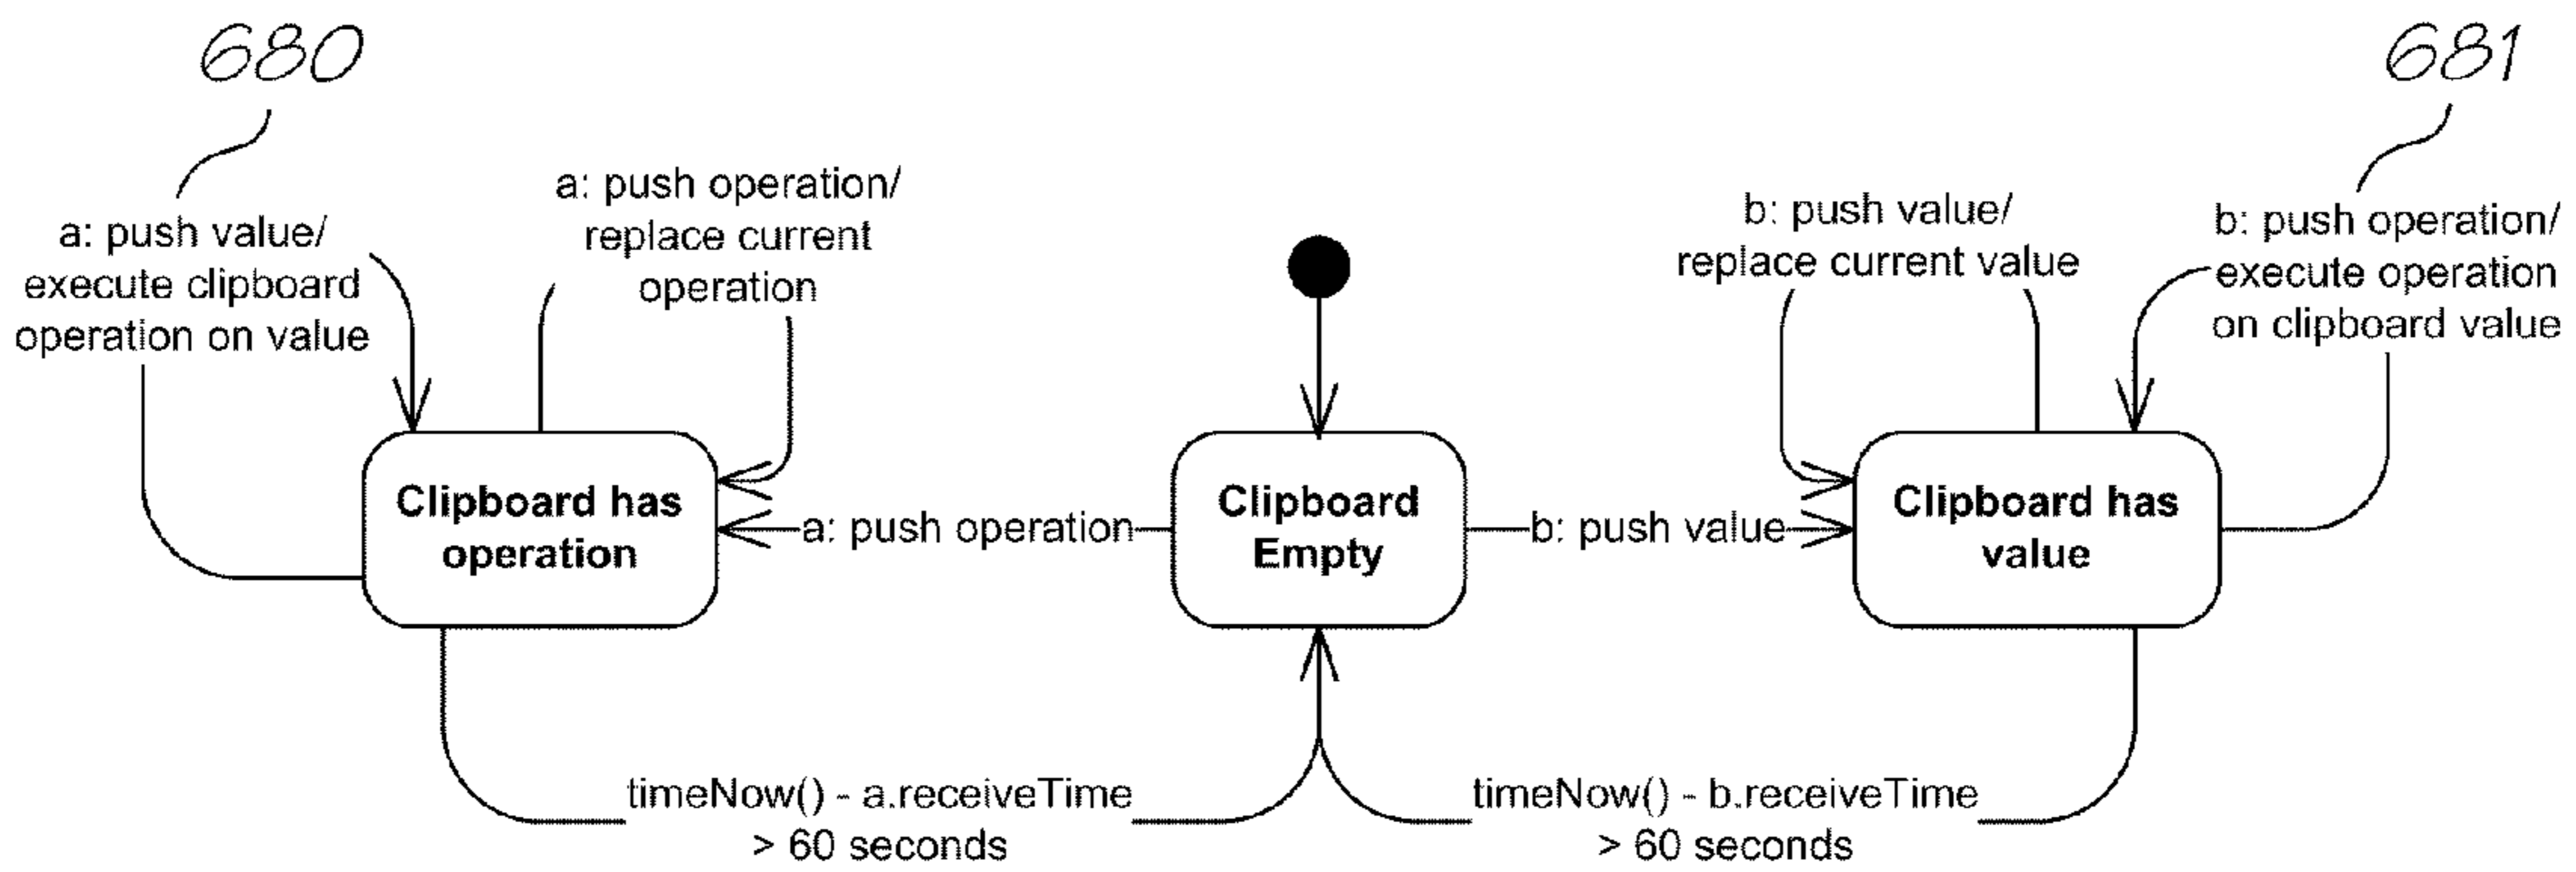 680
681
a: push value/
execute clipboard
operation on value
a: push operation/
replace current
operation
b: push value/
replace current value
b: push operation/
execute operation
on clipboard value
Clipboard has
operation
a: push operation
Clipboard
Empty
b: push value
Clipboard has
value
timeNow() - a.receiveTime
> 60 seconds
timeNow() - b.receiveTime
> 60 seconds